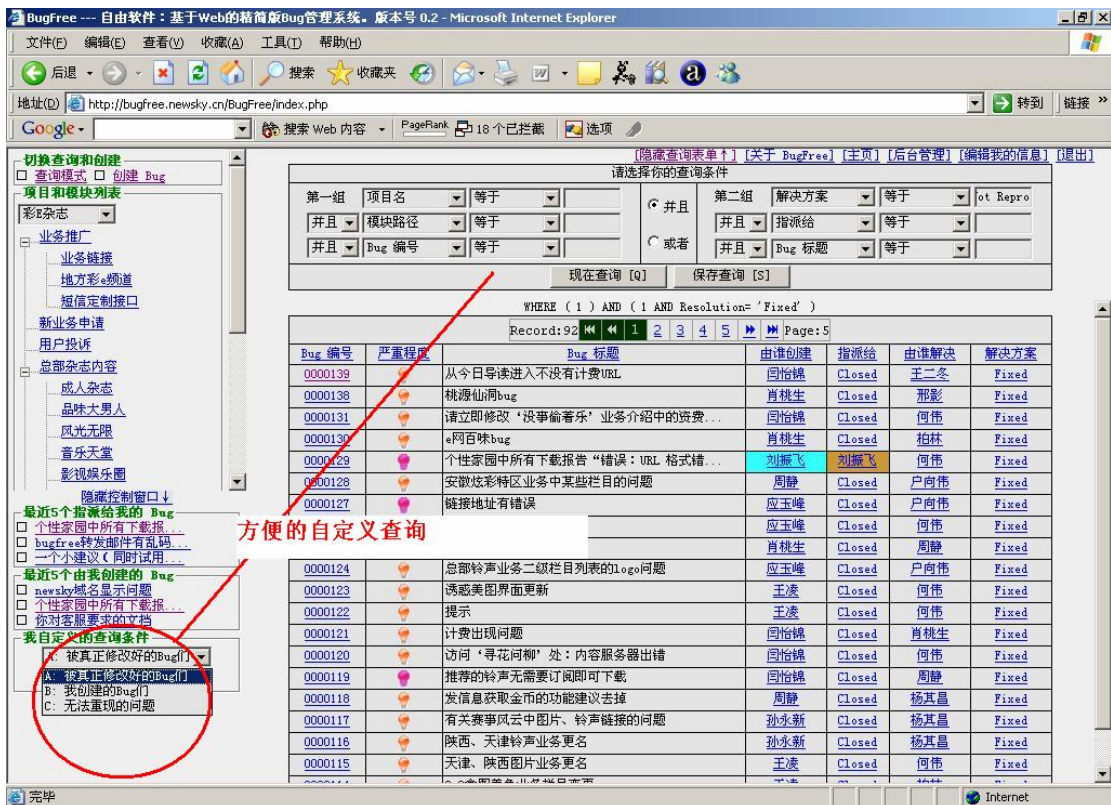 BugFree --- 自由软件：基于Web的精简版Bug管理系统。版本号 0.2 - Microsoft Internet Explorer
文件(F) 编辑(E) 查看(V) 收藏(A) 工具(T) 帮助(H)
后退 搜索 收藏夹
地址(D) http://bugfree.newsky.cn/BugFree/index.php 转到 链接 »
Google 搜索 Web 内容 PageRank 18 个已拦截 选项
切换查询和创建
查询模式 创建 Bug
项目和模块列表
彩E杂志
业务推广
业务链接
地方彩e频道
短信定制接口
新业务申请
用户投诉
总部杂志内容
成人杂志
品味大男人
风光无限
音乐天堂
影视娱乐圈
隐藏控制窗口↓
最近5个指派给我的 Bug
个性家园中所有下载报...
bugfree转发邮件有乱码...
一个小建议(同时试用...
最近5个由我创建的 Bug
newsky域名显示问题
个性家园中所有下载报...
你对客服要求的文档
我自定义的查询条件
A: 被真正修改好的Bug们
A: 被真正修改好的Bug们
B: 我创建的Bug们
C: 无法重现的问题
[隐藏查询表单↑] [关于 BugFree] [主页] [后台管理] [编辑我的信息] [退出]
请选择你的查询条件
第一组 项目名 等于 并且 第二组 解决方案 等于 ot Repro
并且 模块路径 等于 并且 指派给 等于
并且 Bug 编号 等于 或者 并且 Bug 标题 等于
现在查询 [Q] 保存查询 [S]
WHERE ( 1 ) AND ( 1 AND Resolution= 'Fixed' )
Record:92 1 2 3 4 5 Page:5
Bug 编号 严重程度 Bug 标题 由谁创建 指派给 由谁解决 解决方案
0000139 从今日导读进入不没有计费URL 闫怡锦 Closed 王二冬 Fixed
0000138 桃源仙洞bug 肖桃生 Closed 邢影 Fixed
0000131 请立即修改‘没事偷着乐’业务介绍中的资费... 闫怡锦 Closed 何伟 Fixed
0000130 e网百味bug 肖桃生 Closed 柏林 Fixed
0000129 个性家园中所有下载报告“错误：URL 格式错... 刘振飞 刘振飞 何伟 Fixed
0000128 安徽炫彩特区业务中某些栏目的问题 周静 Closed 户向伟 Fixed
0000127 链接地址有错误 应玉峰 Closed 户向伟 Fixed
方便的自定义查询 应玉峰 Closed 何伟 Fixed
肖桃生 Closed 周静 Fixed
0000124 总部铃声业务二级栏目列表的logo问题 应玉峰 Closed 户向伟 Fixed
0000123 诱惑美图界面更新 王凌 Closed 何伟 Fixed
0000122 提示 王凌 Closed 何伟 Fixed
0000121 计费出现问题 闫怡锦 Closed 肖桃生 Fixed
0000120 访问‘寻花问柳’处：内容服务器出错 闫怡锦 Closed 何伟 Fixed
0000119 推荐的铃声无需要订阅即可下载 闫怡锦 Closed 周静 Fixed
0000118 发信息获取金币的功能建议去掉 周静 Closed 杨其昌 Fixed
0000117 有关赛事风云中图片、铃声链接的问题 孙永新 Closed 杨其昌 Fixed
0000116 陕西、天津铃声业务更名 孙永新 Closed 杨其昌 Fixed
0000115 天津、陕西图片业务更名 王凌 Closed 何伟 Fixed
完毕 Internet